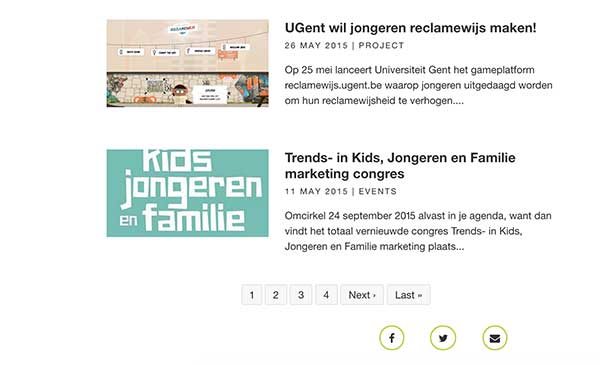 UGent wil jongeren reclamewijs maken!
26 MAY 2015 | PROJECT
Op 25 mei lanceert Universiteit Gent het gameplatform
reclamewijs.ugent.be waarop jongeren uitgedaagd worden
om hun reclamewijsheid te verhogen....
kids
jongeren
en familie
Trends- in Kids, Jongeren en Familie
marketing congres
11 MAY 2015 | EVENTS
Omcirkel 24 september 2015 alvast in je agenda, want dan
vindt het totaal vernieuwde congres Trends- in Kids,
Jongeren en Familie marketing plaats...
1 2 3 4 Next › Last »